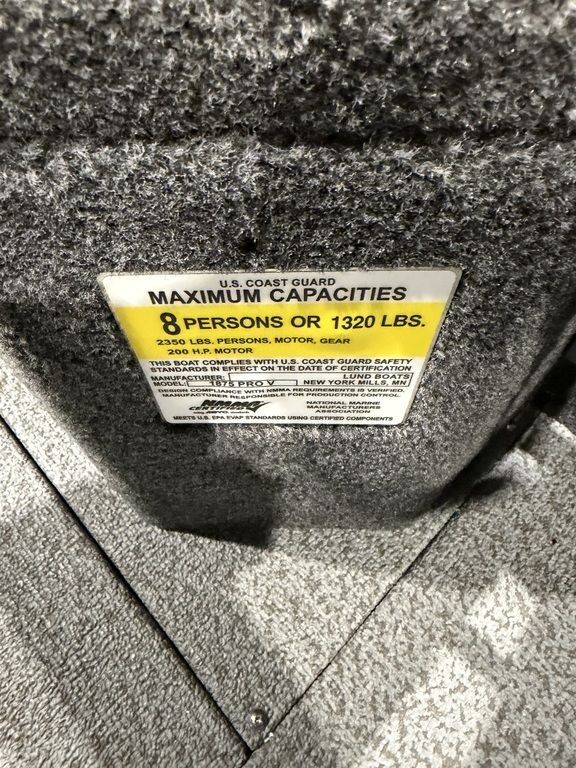 U.S. COAST GUARD
MAXIMUM CAPACITIES
8 PERSONS OR 1320 LBS.
2350 LBS. PERSONS, MOTOR, GEAR
200 H.P. MOTOR
THIS BOAT COMPLIES WITH U.S. COAST GUARD SAFETY
STANDARDS IN EFFECT ON THE DATE OF CERTIFICATION
MANUFACTURER: LUND BOATS
MODEL: 1875 PRO V NEW YORK MILLS, MN
DESIGN COMPLIANCE WITH NMMA REQUIREMENTS IS VERIFIED.
MANUFACTURER RESPONSIBLE FOR PRODUCTION CONTROL.
NMMA CERTIFIED
NATIONAL MARINE
MANUFACTURERS
ASSOCIATION
MEETS U.S. EPA EVAP STANDARDS USING CERTIFIED COMPONENTS